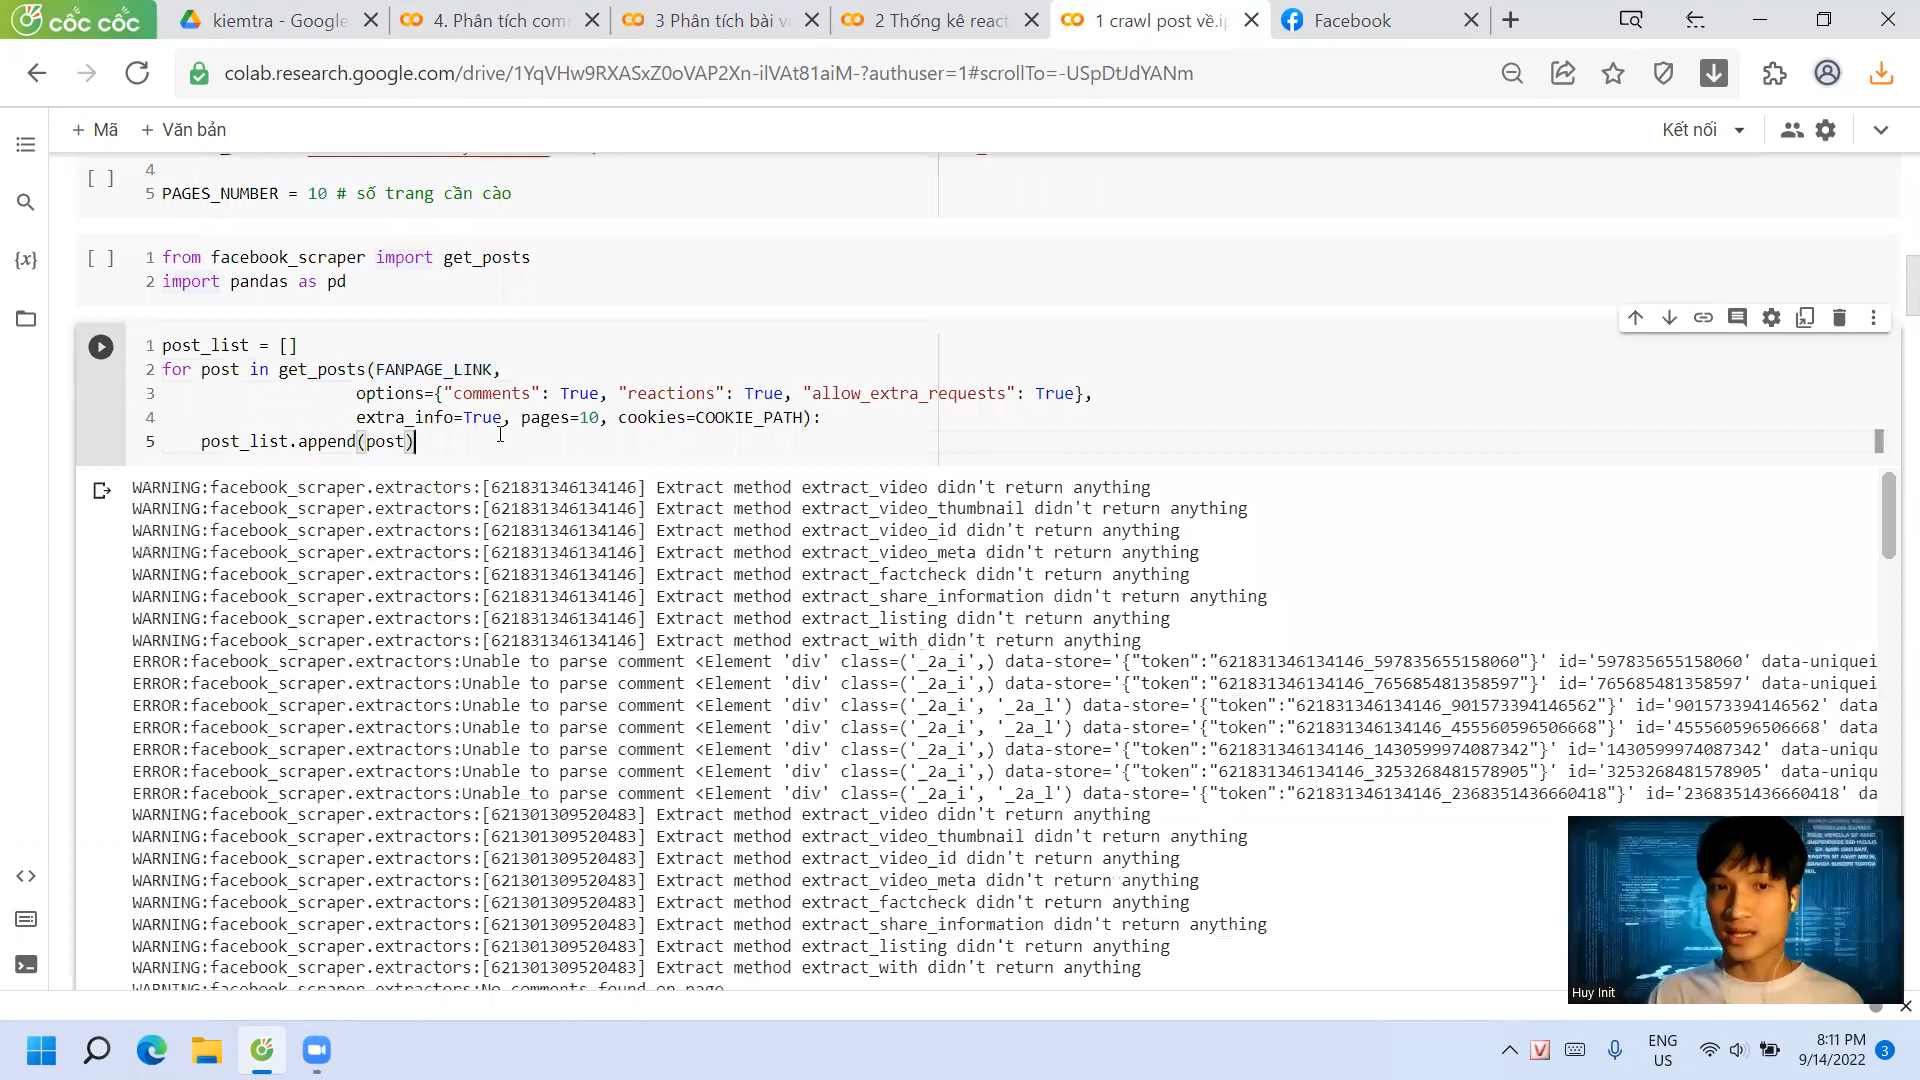 cốc cốc
kiemtra - Google
4. Phân tích com
3 Phân tích bài v
2 Thống kê react
1 crawl post về.ip
Facebook
colab.research.google.com/drive/1YqVHw9RXASxZ0oVAP2Xn-ilVAt81aiM-?authuser=1#scrollTo=-USpDtJdYANm
+ Mã + Văn bản
Kết nối
4
[ ] 5 PAGES_NUMBER = 10 # số trang cần cào
[ ] 1 from facebook_scraper import get_posts
2 import pandas as pd
1 post_list = []
2 for post in get_posts(FANPAGE_LINK,
3 options={"comments": True, "reactions": True, "allow_extra_requests": True},
4 extra_info=True, pages=10, cookies=COOKIE_PATH):
5 post_list.append(post)
WARNING:facebook_scraper.extractors:[621831346134146] Extract method extract_video didn't return anything
WARNING:facebook_scraper.extractors:[621831346134146] Extract method extract_video_thumbnail didn't return anything
WARNING:facebook_scraper.extractors:[621831346134146] Extract method extract_video_id didn't return anything
WARNING:facebook_scraper.extractors:[621831346134146] Extract method extract_video_meta didn't return anything
WARNING:facebook_scraper.extractors:[621831346134146] Extract method extract_factcheck didn't return anything
WARNING:facebook_scraper.extractors:[621831346134146] Extract method extract_share_information didn't return anything
WARNING:facebook_scraper.extractors:[621831346134146] Extract method extract_listing didn't return anything
WARNING:facebook_scraper.extractors:[621831346134146] Extract method extract_with didn't return anything
ERROR:facebook_scraper.extractors:Unable to parse comment <Element 'div' class=('_2a_i',) data-store='{"token":"621831346134146_597835655158060"}' id='597835655158060' data-uniquei
ERROR:facebook_scraper.extractors:Unable to parse comment <Element 'div' class=('_2a_i',) data-store='{"token":"621831346134146_765685481358597"}' id='765685481358597' data-uniquei
ERROR:facebook_scraper.extractors:Unable to parse comment <Element 'div' class=('_2a_i', '_2a_l') data-store='{"token":"621831346134146_901573394146562"}' id='901573394146562' data
ERROR:facebook_scraper.extractors:Unable to parse comment <Element 'div' class=('_2a_i', '_2a_l') data-store='{"token":"621831346134146_455560596506668"}' id='455560596506668' data
ERROR:facebook_scraper.extractors:Unable to parse comment <Element 'div' class=('_2a_i',) data-store='{"token":"621831346134146_1430599974087342"}' id='1430599974087342' data-uniqu
ERROR:facebook_scraper.extractors:Unable to parse comment <Element 'div' class=('_2a_i',) data-store='{"token":"621831346134146_3253268481578905"}' id='3253268481578905' data-uniqu
ERROR:facebook_scraper.extractors:Unable to parse comment <Element 'div' class=('_2a_i', '_2a_l') data-store='{"token":"621831346134146_2368351436660418"}' id='2368351436660418' da
WARNING:facebook_scraper.extractors:[621301309520483] Extract method extract_video didn't return anything
WARNING:facebook_scraper.extractors:[621301309520483] Extract method extract_video_thumbnail didn't return anything
WARNING:facebook_scraper.extractors:[621301309520483] Extract method extract_video_id didn't return anything
WARNING:facebook_scraper.extractors:[621301309520483] Extract method extract_video_meta didn't return anything
WARNING:facebook_scraper.extractors:[621301309520483] Extract method extract_factcheck didn't return anything
WARNING:facebook_scraper.extractors:[621301309520483] Extract method extract_share_information didn't return anything
WARNING:facebook_scraper.extractors:[621301309520483] Extract method extract_listing didn't return anything
WARNING:facebook_scraper.extractors:[621301309520483] Extract method extract_with didn't return anything
WARNING:facebook_scraper.extractors:No comments found on page
Huy Init
ENG
US
8:11 PM
9/14/2022
3